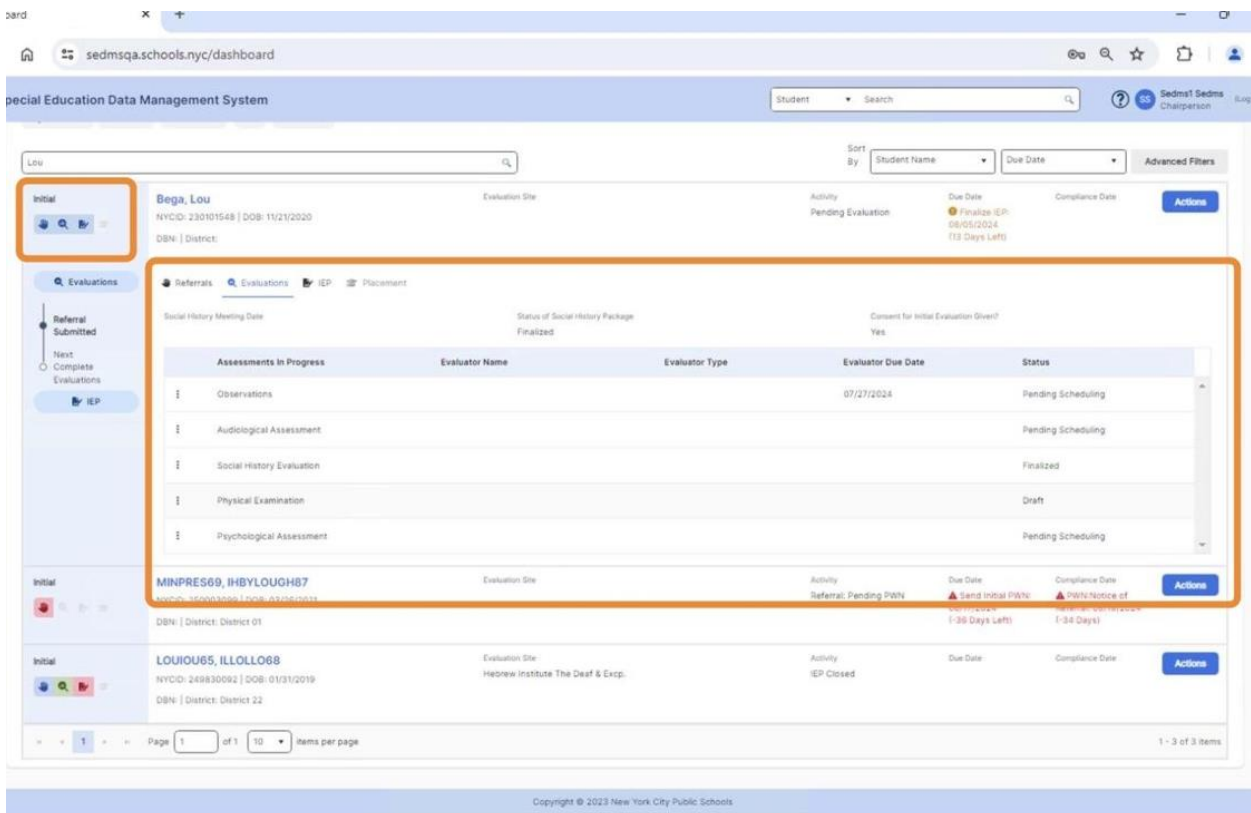 oard
sedmsqa.schools.nyc/dashboard
pecial Education Data Management System
Student
Search
SS
Sedms1 Sedms
Chairperson
Lou
Sort
By
Student Name
Due Date
Advanced Filters
Initial
Bega, Lou
NYCID: 230101548 | DOB: 11/21/2020
DBN: | District:
Evaluation Site
Activity
Pending Evaluation
Due Date
Finalize IEP:
08/05/2024
(13 Days Left)
Compliance Date
Actions
Evaluations
Referral
Submitted
Next
Complete
Evaluations
IEP
Referrals Evaluations IEP Placement
Social History Meeting Date
Status of Social History Package
Finalized
Consent for Initial Evaluation Given?
Yes
Assessments In Progress Evaluator Name Evaluator Type Evaluator Due Date Status
Observations 07/27/2024 Pending Scheduling
Audiological Assessment Pending Scheduling
Social History Evaluation Finalized
Physical Examination Draft
Psychological Assessment Pending Scheduling
Initial
MINPRES69, IHBYLOUGH87
DBN: | District: District 01
Evaluation Site
Activity
Referral: Pending PWN
Due Date
Send Initial PWN:
(-36 Days Left)
Compliance Date
PWN:Notice of
(-34 Days)
Actions
Initial
LOUIOU65, ILLOLLO68
NYCID: 249830092 | DOB: 01/31/2019
DBN: | District: District 22
Evaluation Site
Hebrew Institute The Deaf & Excp.
Activity
IEP Closed
Due Date
Compliance Date
Actions
1 Page 1 of 1 10 items per page
1 - 3 of 3 items
Copyright © 2023 New York City Public Schools